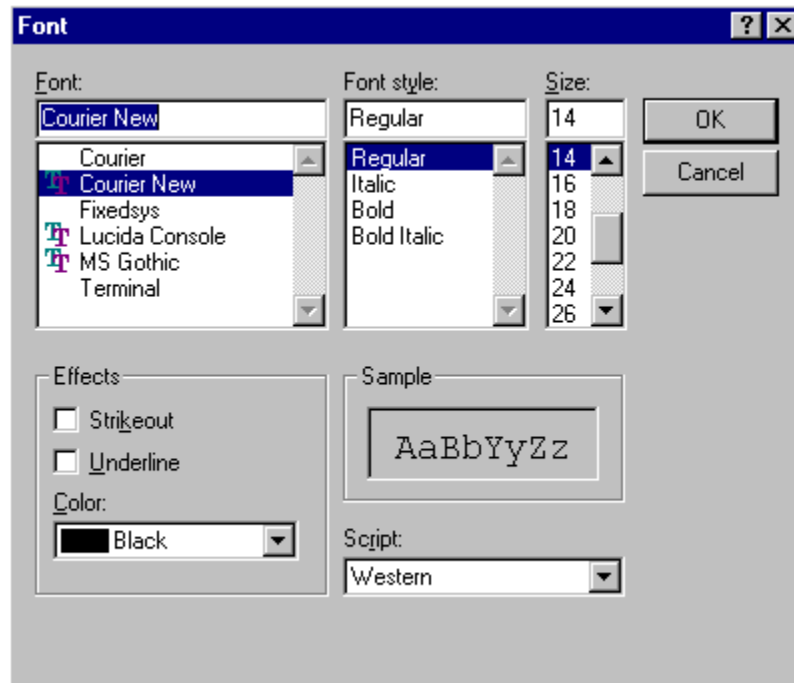 Font
Font: Font style: Size:
Courier New Regular 14 OK
Courier Regular 14 Cancel
Courier New Italic 16
Fixedsys Bold 18
Lucida Console Bold Italic 20
MS Gothic 22
Terminal 24
26
Effects Sample
Strikeout AaBbYyZz
Underline
Color:
Black Script:
Western